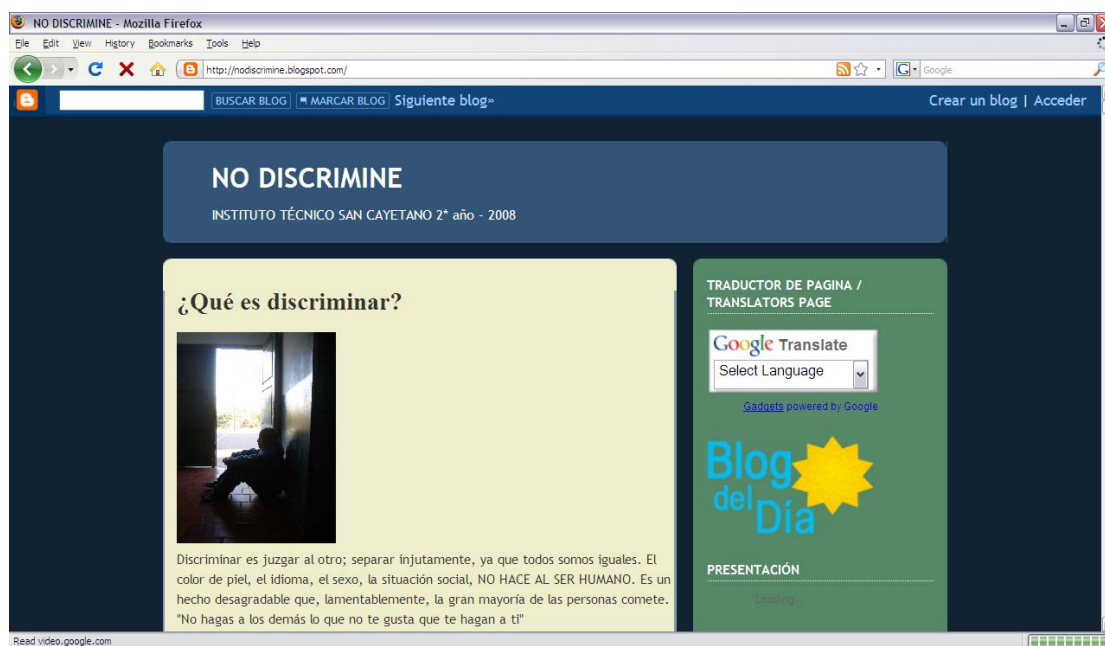 NO DISCRIMINE - Mozilla Firefox
File Edit View History Bookmarks Tools Help
http://nodiscrimine.blogspot.com/
G Google
BUSCAR BLOG MARCAR BLOG Siguiente blog»
Crear un blog | Acceder
NO DISCRIMINE
INSTITUTO TÉCNICO SAN CAYETANO 2* año - 2008
¿Qué es discriminar?
Discriminar es juzgar al otro; separar injutamente, ya que todos somos iguales. El
color de piel, el idioma, el sexo, la situación social, NO HACE AL SER HUMANO. Es un
hecho desagradable que, lamentablemente, la gran mayoría de las personas comete.
"No hagas a los demás lo que no te gusta que te hagan a ti"
TRADUCTOR DE PAGINA /
TRANSLATORS PAGE
Google Translate
Select Language
Gadgets powered by Google
Blog
del
Día
PRESENTACIÓN
Loading...
Read video.google.com